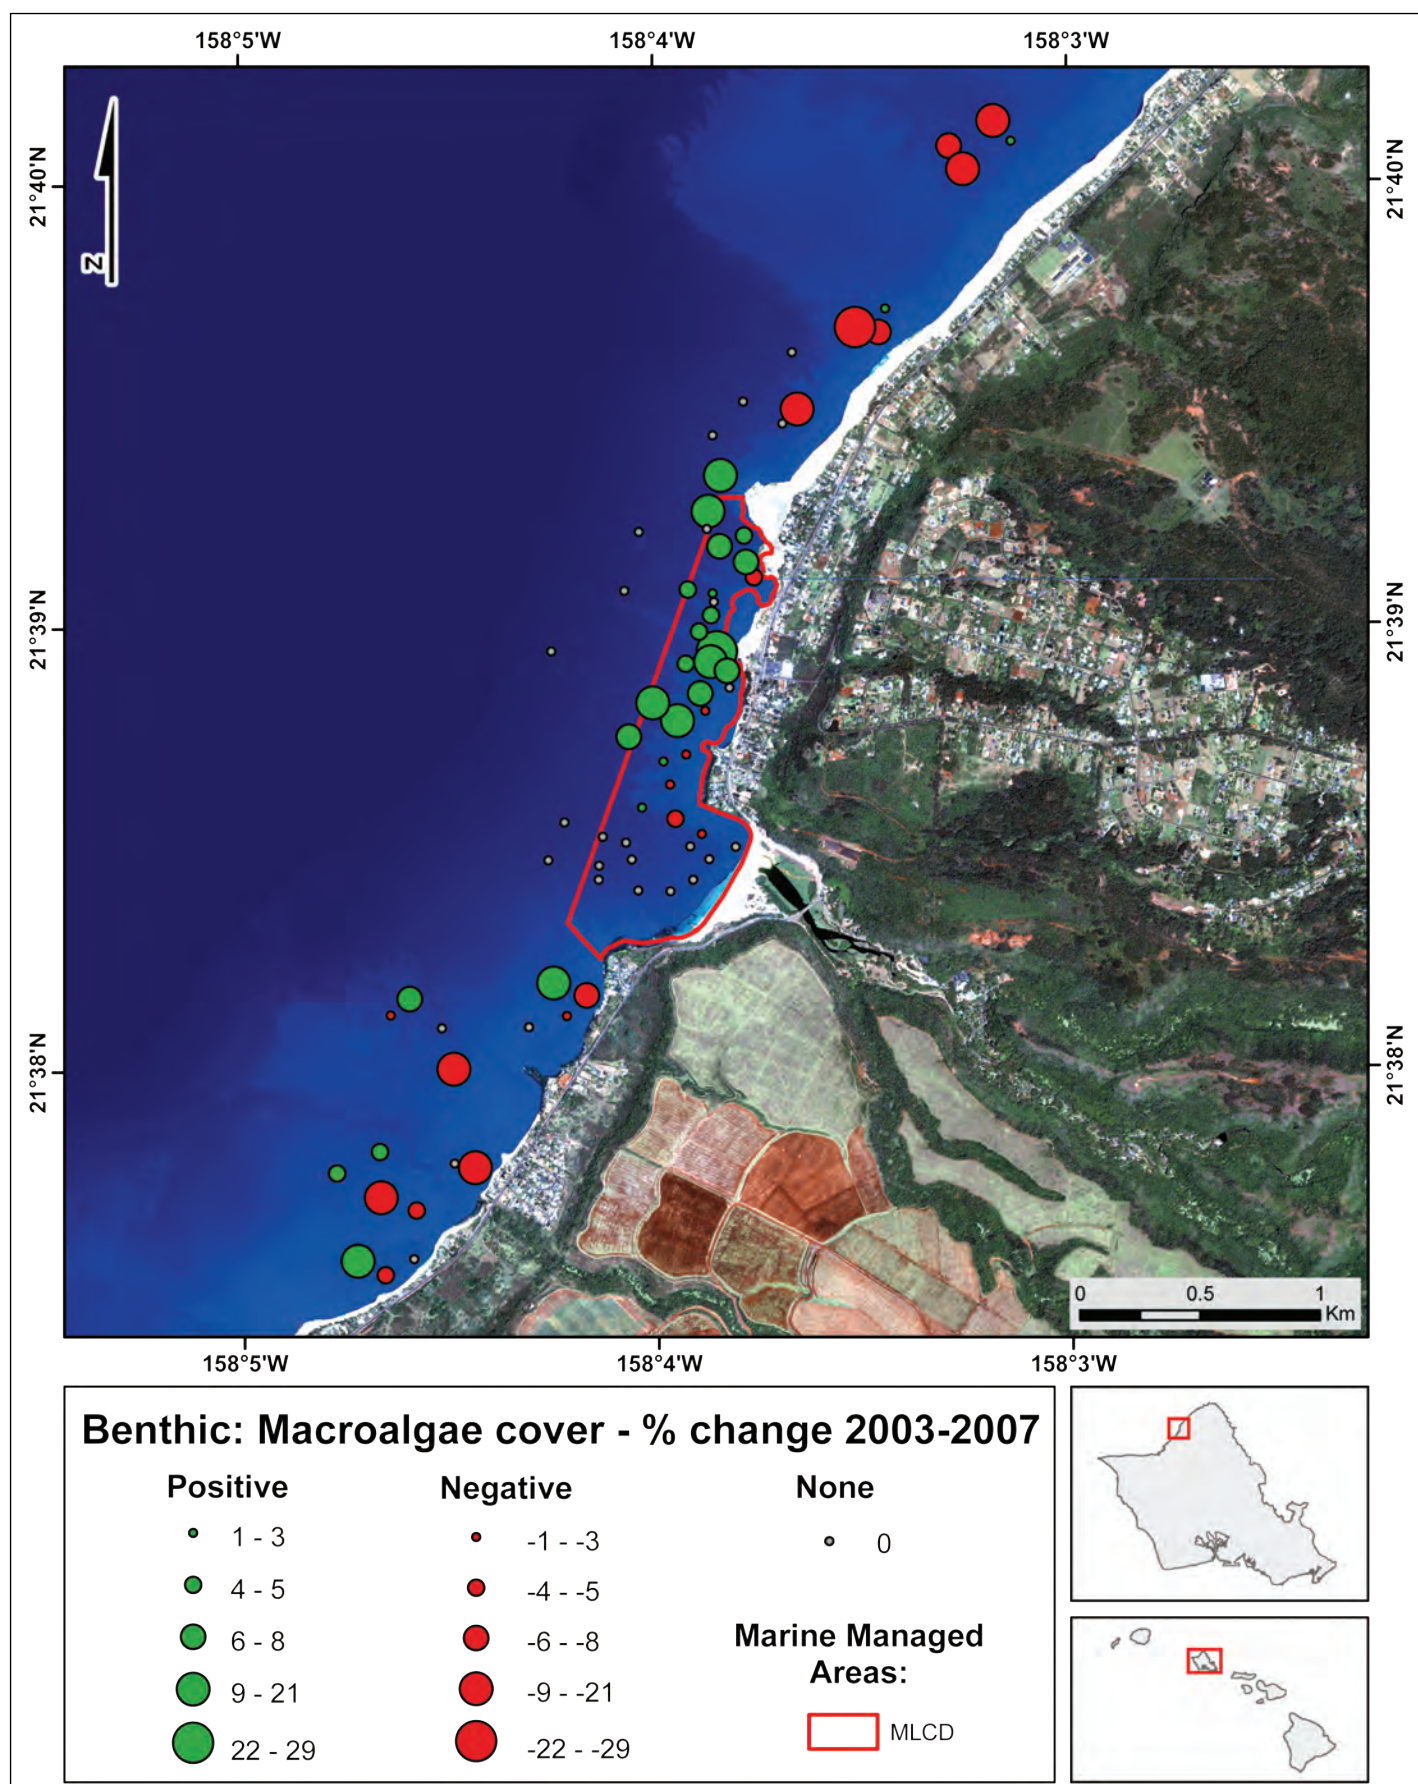 158°5'W 158°4'W 158°3'W
21°40'N 21°40'N
N
21°39'N 21°39'N
21°38'N 21°38'N
0 0.5 1
Km
158°5'W 158°4'W 158°3'W
Benthic: Macroalgae cover - % change 2003-2007
Positive Negative None
1 - 3 -1 - -3 0
4 - 5 -4 - -5
6 - 8 -6 - -8
Marine Managed
Areas:
9 - 21 -9 - -21
MLCD
22 - 29 -22 - -29